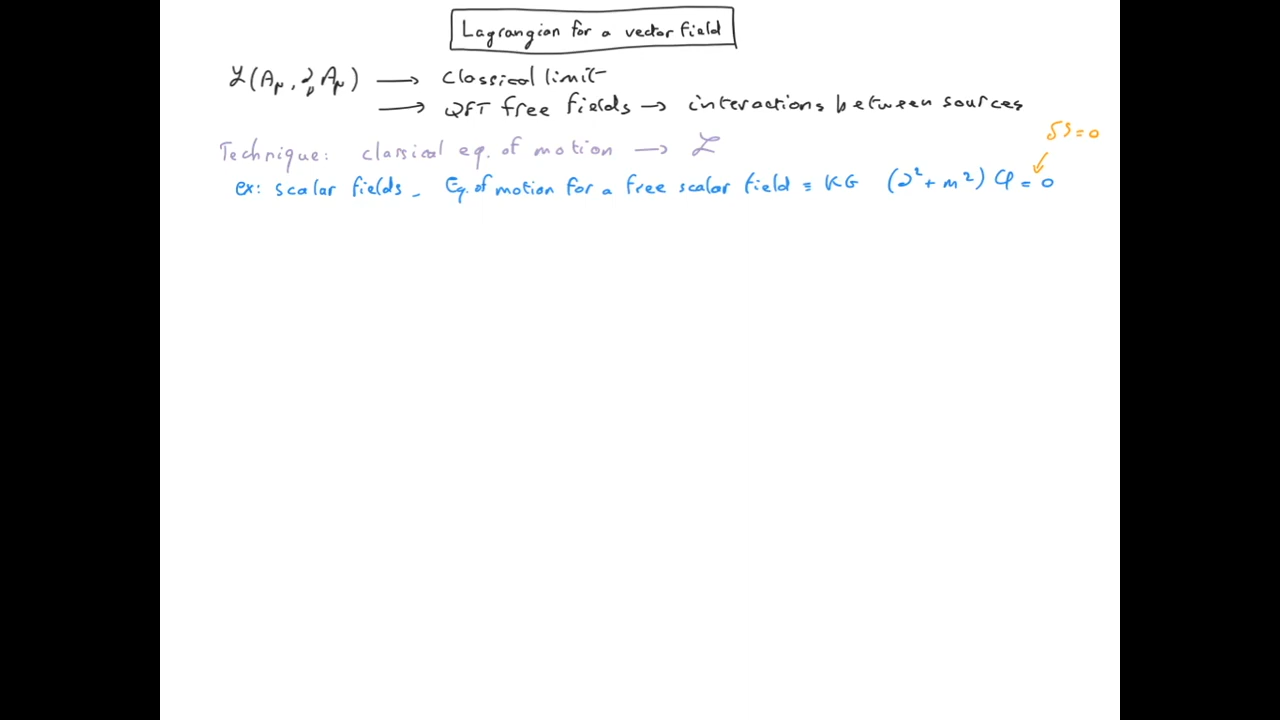 Lagrangian for a vector field
ℒ(Aμ, ∂ρ Aμ) → classical limit
→ QFT free fields → interactions between sources
δS = 0
Technique: classical eq. of motion → ℒ
ex: scalar fields _ Eq. of motion for a free scalar field ≡ KG (∂² + m²) φ = 0